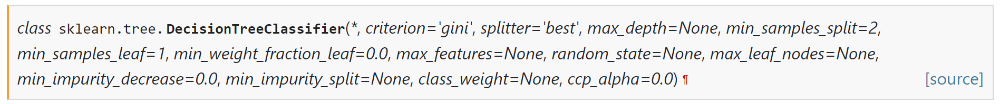 class sklearn.tree.DecisionTreeClassifier(*, criterion='gini', splitter='best', max_depth=None, min_samples_split=2,
min_samples_leaf=1, min_weight_fraction_leaf=0.0, max_features=None, random_state=None, max_leaf_nodes=None,
min_impurity_decrease=0.0, min_impurity_split=None, class_weight=None, ccp_alpha=0.0) ¶ [source]